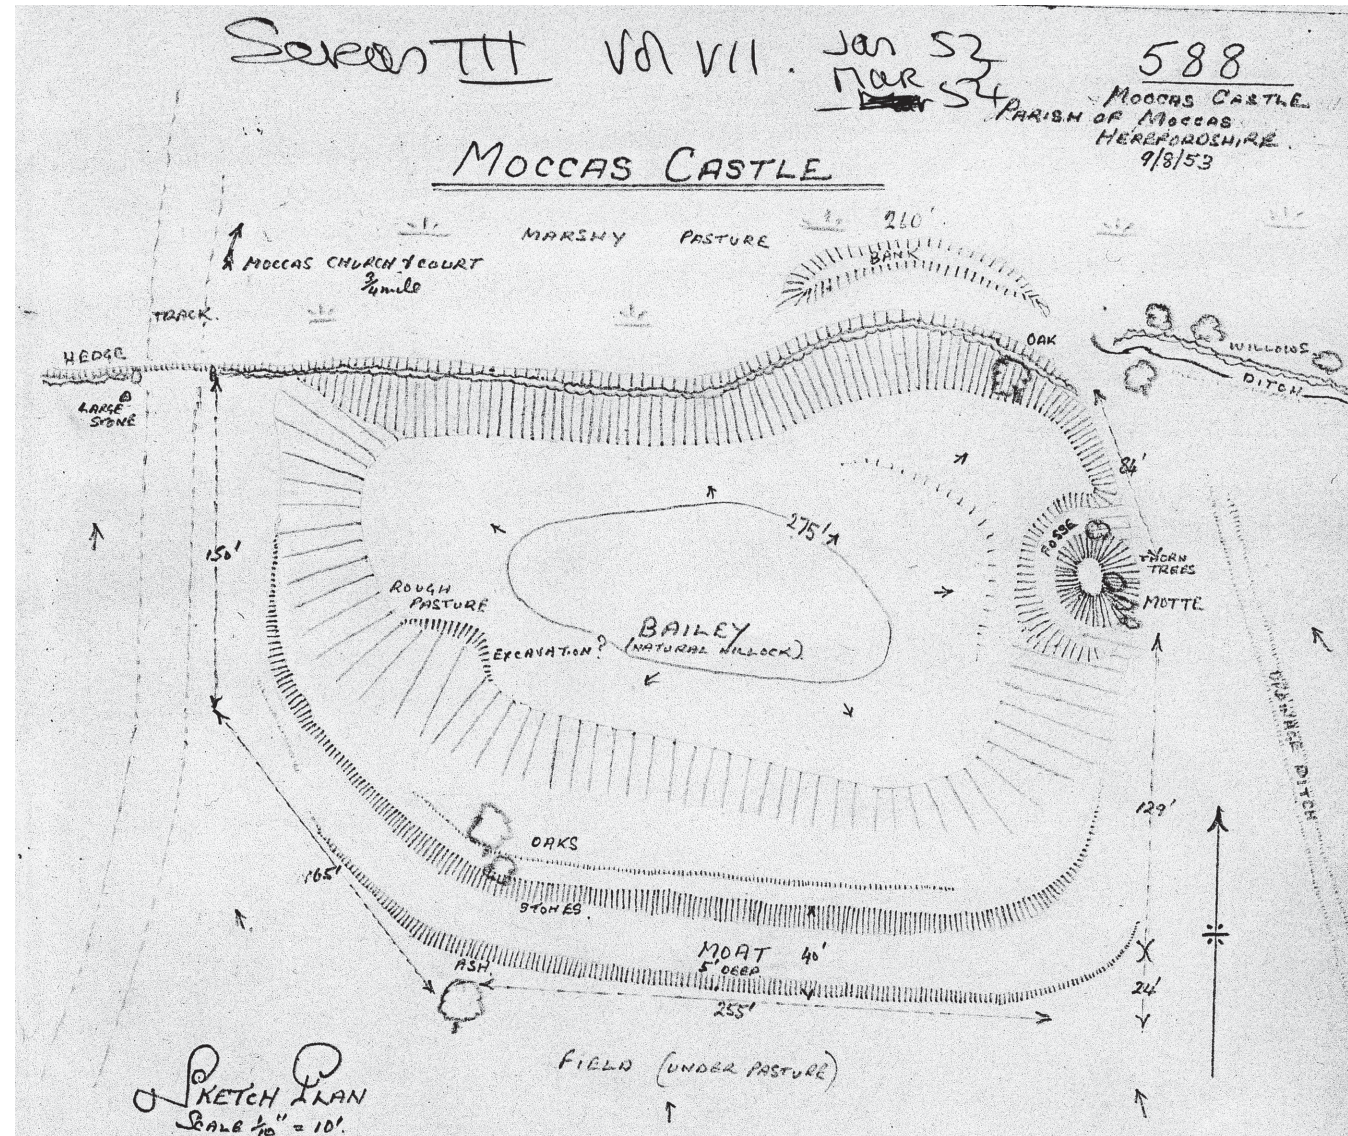 Series III Vol VII. Jan 52
Mar 54
588
MOCCAS CASTLE
PARISH OF MOCCAS
HEREFORDSHIRE.
9/8/53
MOCCAS CASTLE
MARSHY PASTURE
260'
BANK
MOCCAS CHURCH & COURT
3/4 mile
TRACK.
HEDGE
LARGE
STONE
OAK
WILLOWS
DITCH
84'
150'
275'
FOSSE
THORN
TREES
MOTTE
ROUGH
PASTURE
EXCAVATION?
BAILEY
(NATURAL HILLOCK).
DRAINAGE DITCH
129'
OAKS
165'
STONES.
MOAT 40'
5' DEEP
ASH
24'
255'
FIELD (UNDER PASTURE)
SKETCH PLAN
SCALE 1/10" = 10'.